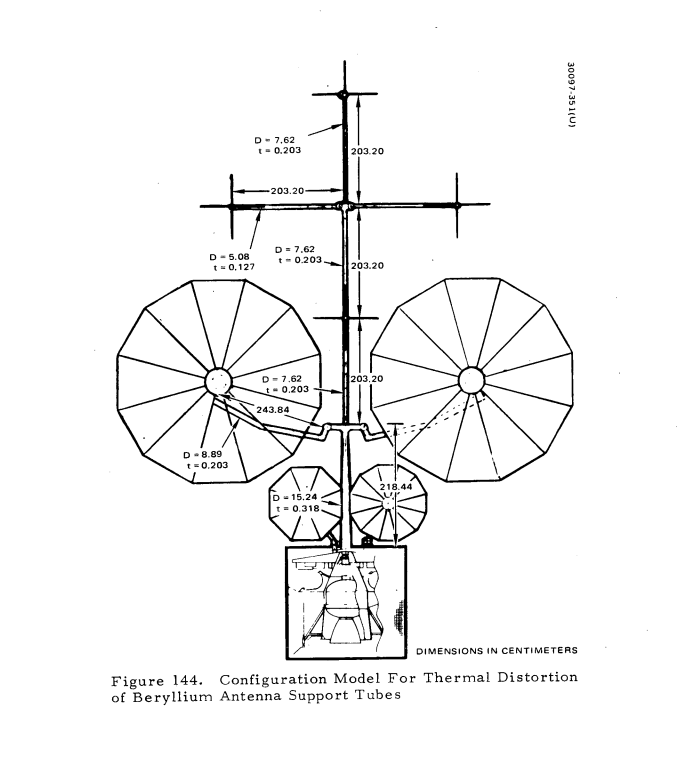 30097-351(U)
D = 7.62
t = 0.203
203.20
203.20
D = 5.08
t = 0.127
D = 7.62
t = 0.203
203.20
D = 7.62
t = 0.203
203.20
243.84
D = 8.89
t = 0.203
218.44
D = 15.24
t = 0.318
DIMENSIONS IN CENTIMETERS
Figure 144. Configuration Model For Thermal Distortion
of Beryllium Antenna Support Tubes